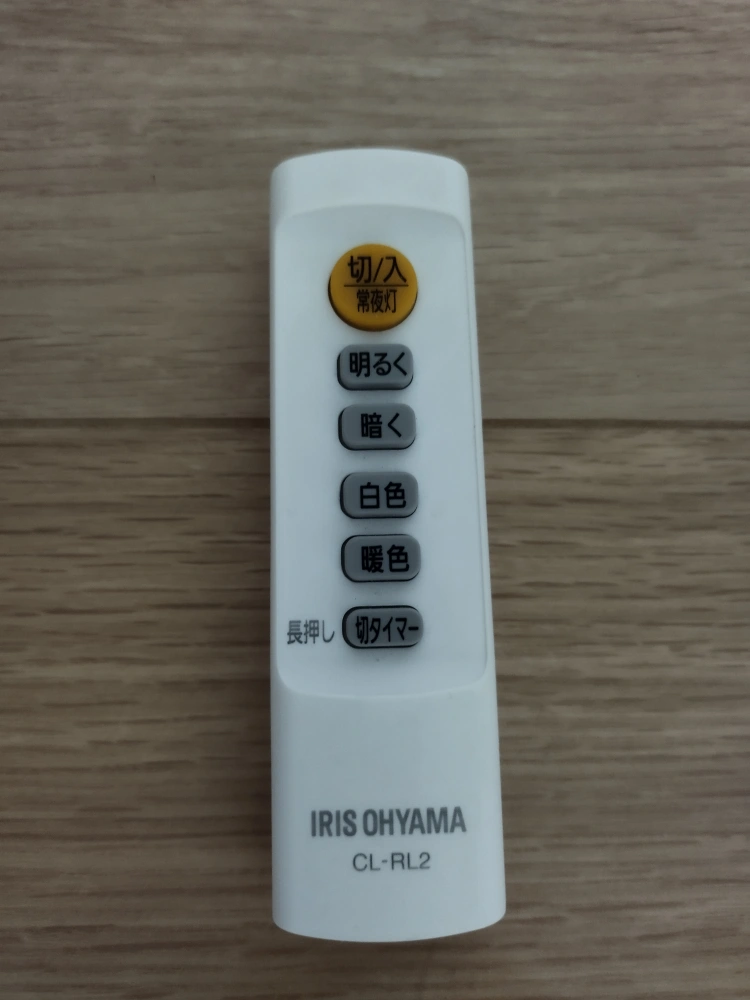 切/入
常夜灯
明るく
暗く
白色
暖色
長押し 切タイマー
IRIS OHYAMA
CL-RL2